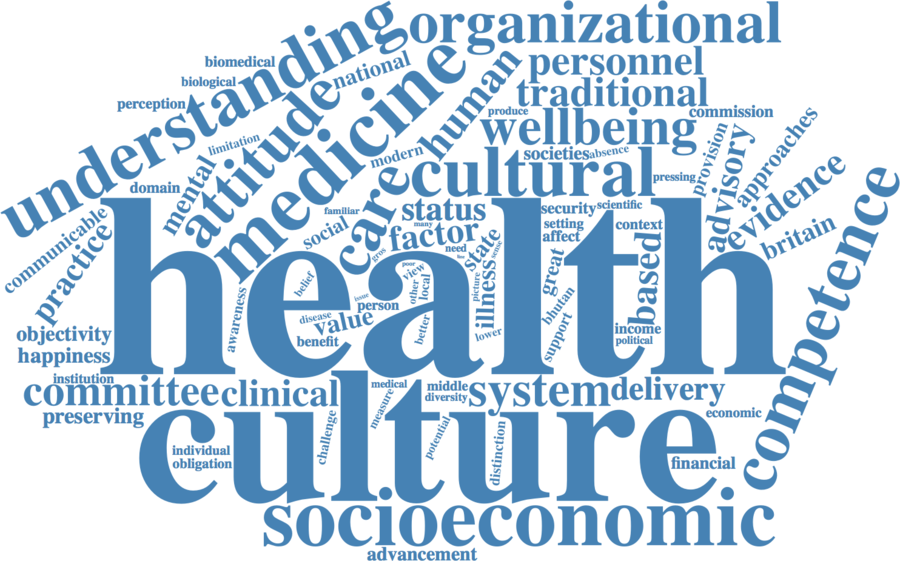 understanding
organizational
biomedical
national
personnel
biological
attitude
medicine
human
traditional
perception
produce
commission
limitation
wellbeing
modern
societies
absence
provision
approaches
mental
domain
care
cultural
pressing
advisory
evidence
communicable
practice
familiar
status
security
scientific
social
many
factor
setting
context
britain
competence
gros
need
state
sense
affect
based
health
belief
poor
view
line
great
awareness
issue
other
local
picture
illness
bhutan
person
disease
value
better
lower
support
income
political
objectivity
benefit
happiness
institution
committee
clinical
medical
measure
middle
diversity
system
delivery
preserving
culture
challenge
potential
distinction
economic
individual
obligation
financial
socioeconomic
advancement